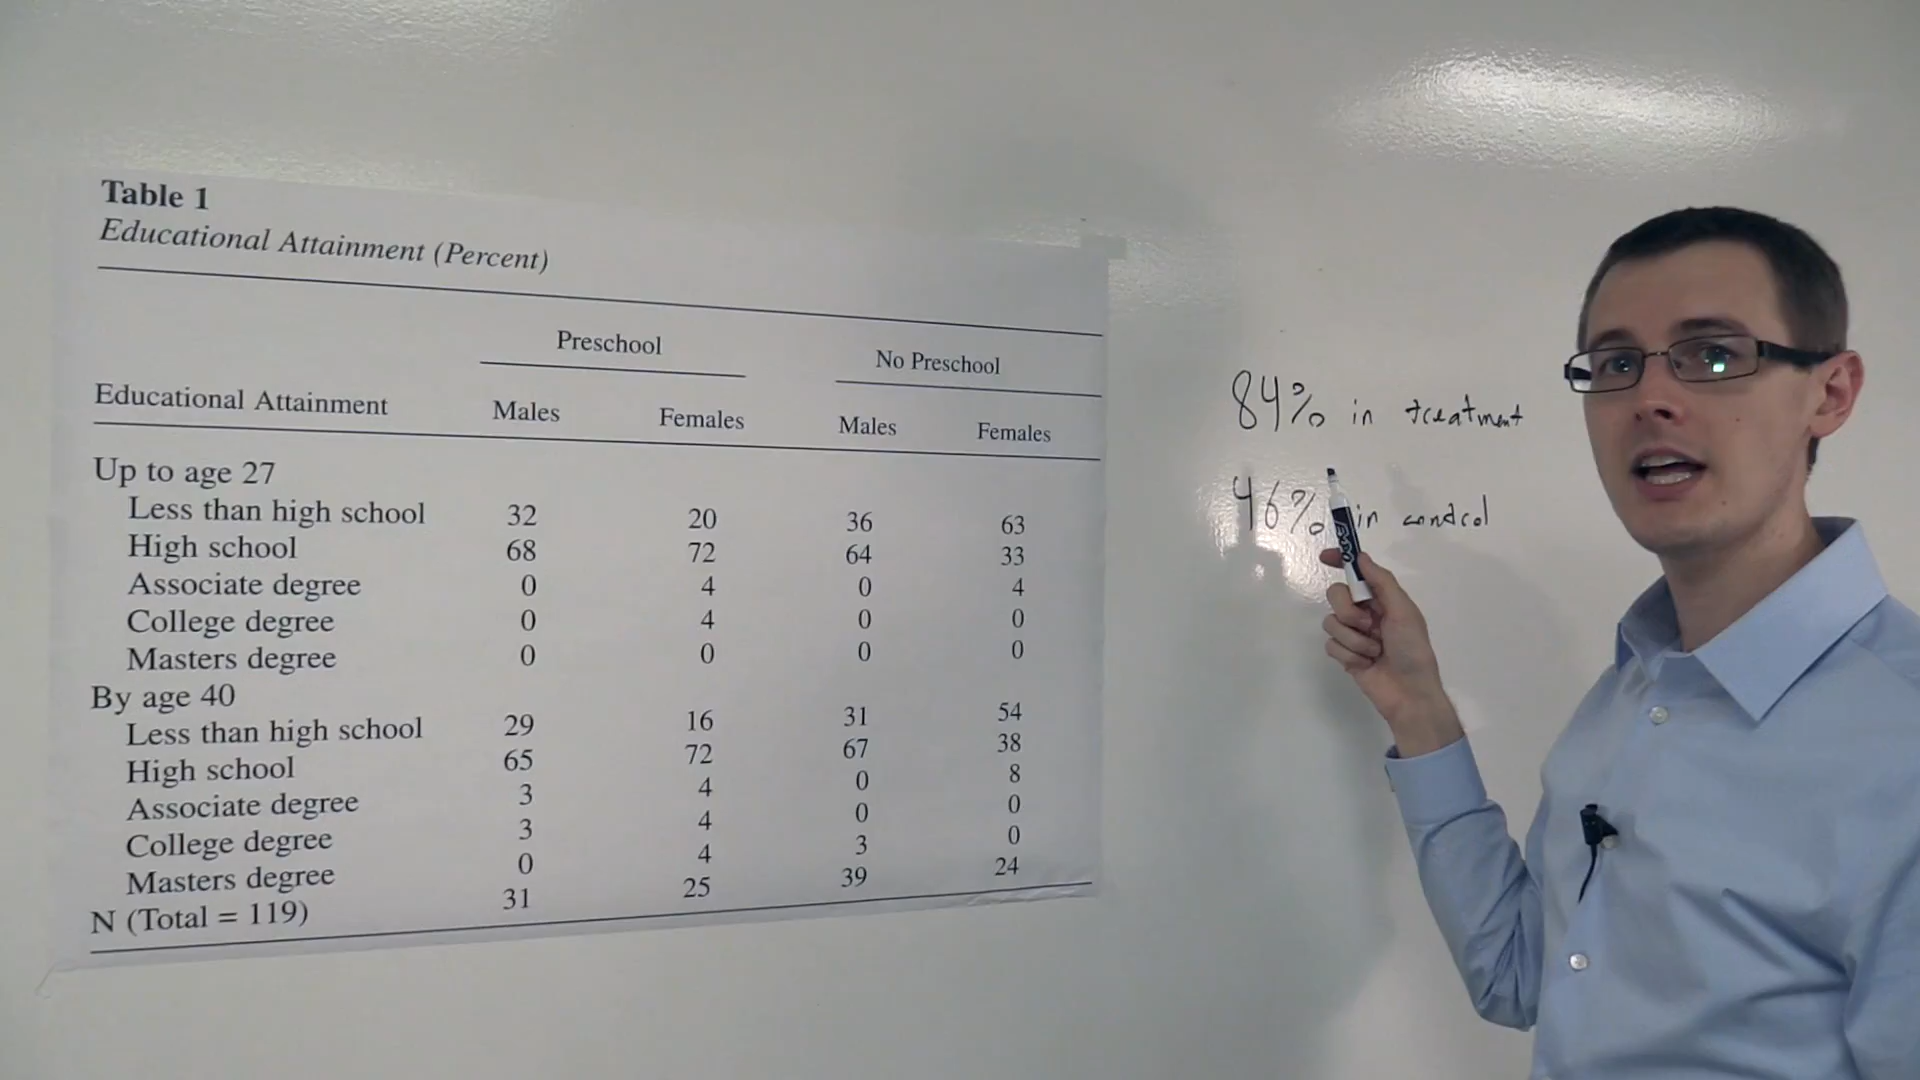 Table 1
Educational Attainment (Percent)
Preschool No Preschool
Educational Attainment Males Females Males Females
Up to age 27
Less than high school 32 20 36 63
High school 68 72 64 33
Associate degree 0 4 0 4
College degree 0 4 0 0
Masters degree 0 0 0 0
By age 40
Less than high school 29 16 31 54
High school 65 72 67 38
Associate degree 3 4 0 8
College degree 3 4 0 0
Masters degree 0 4 3 0
N (Total = 119) 31 25 39 24
84% in treatment
46% in control